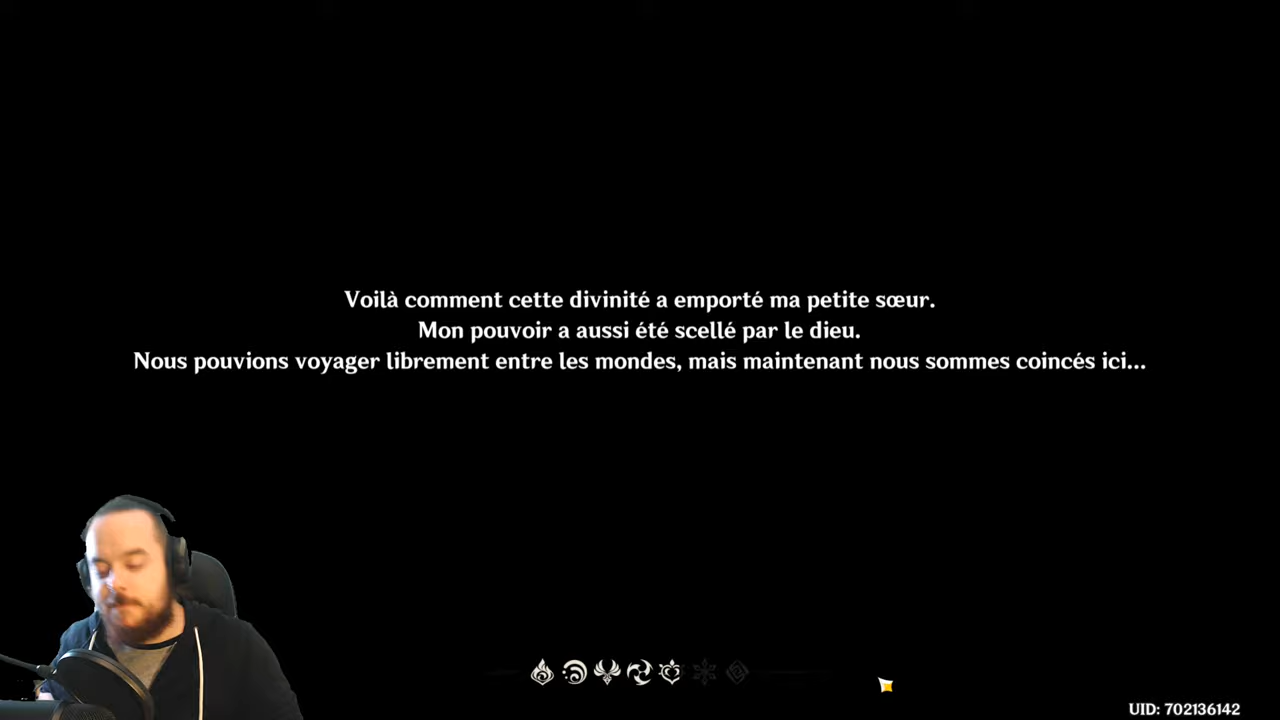 Voilà comment cette divinité a emporté ma petite sœur.
Mon pouvoir a aussi été scellé par le dieu.
Nous pouvions voyager librement entre les mondes, mais maintenant nous sommes coincés ici...
UID: 702136142